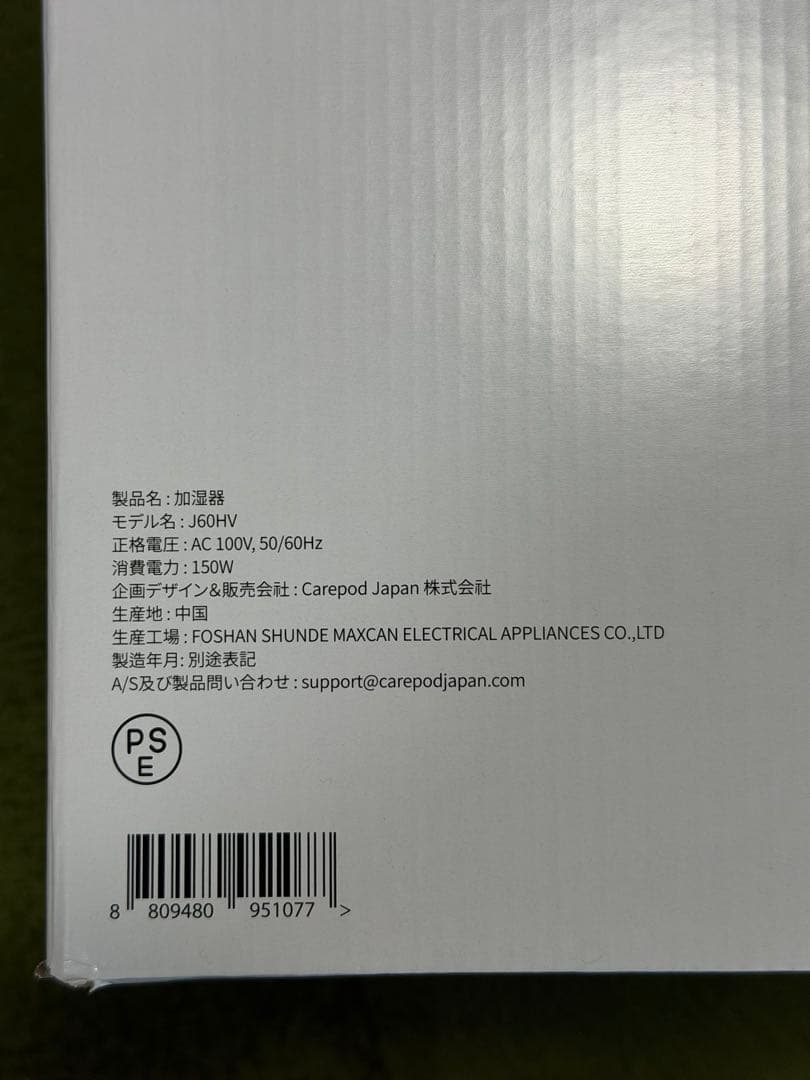 製品名 : 加湿器
モデル名 : J60HV
正格電圧 : AC 100V, 50/60Hz
消費電力 : 150W
企画デザイン&販売会社 : Carepod Japan 株式会社
生産地 : 中国
生産工場 : FOSHAN SHUNDE MAXCAN ELECTRICAL APPLIANCES CO.,LTD
製造年月: 別途表記
A/S及び製品問い合わせ : support@carepodjapan.com
PS
E
8 809480 951077 >